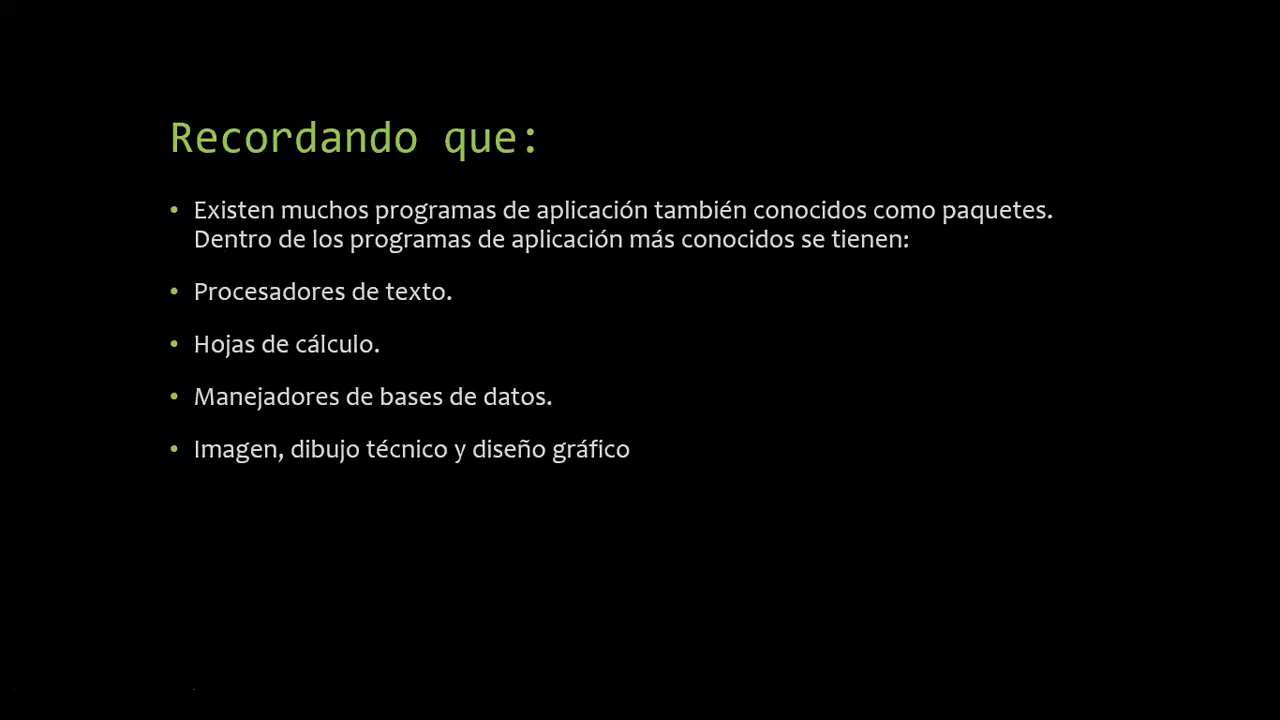 Recordando que:
• Existen muchos programas de aplicación también conocidos como paquetes.
Dentro de los programas de aplicación más conocidos se tienen:
• Procesadores de texto.
• Hojas de cálculo.
• Manejadores de bases de datos.
• Imagen, dibujo técnico y diseño gráfico